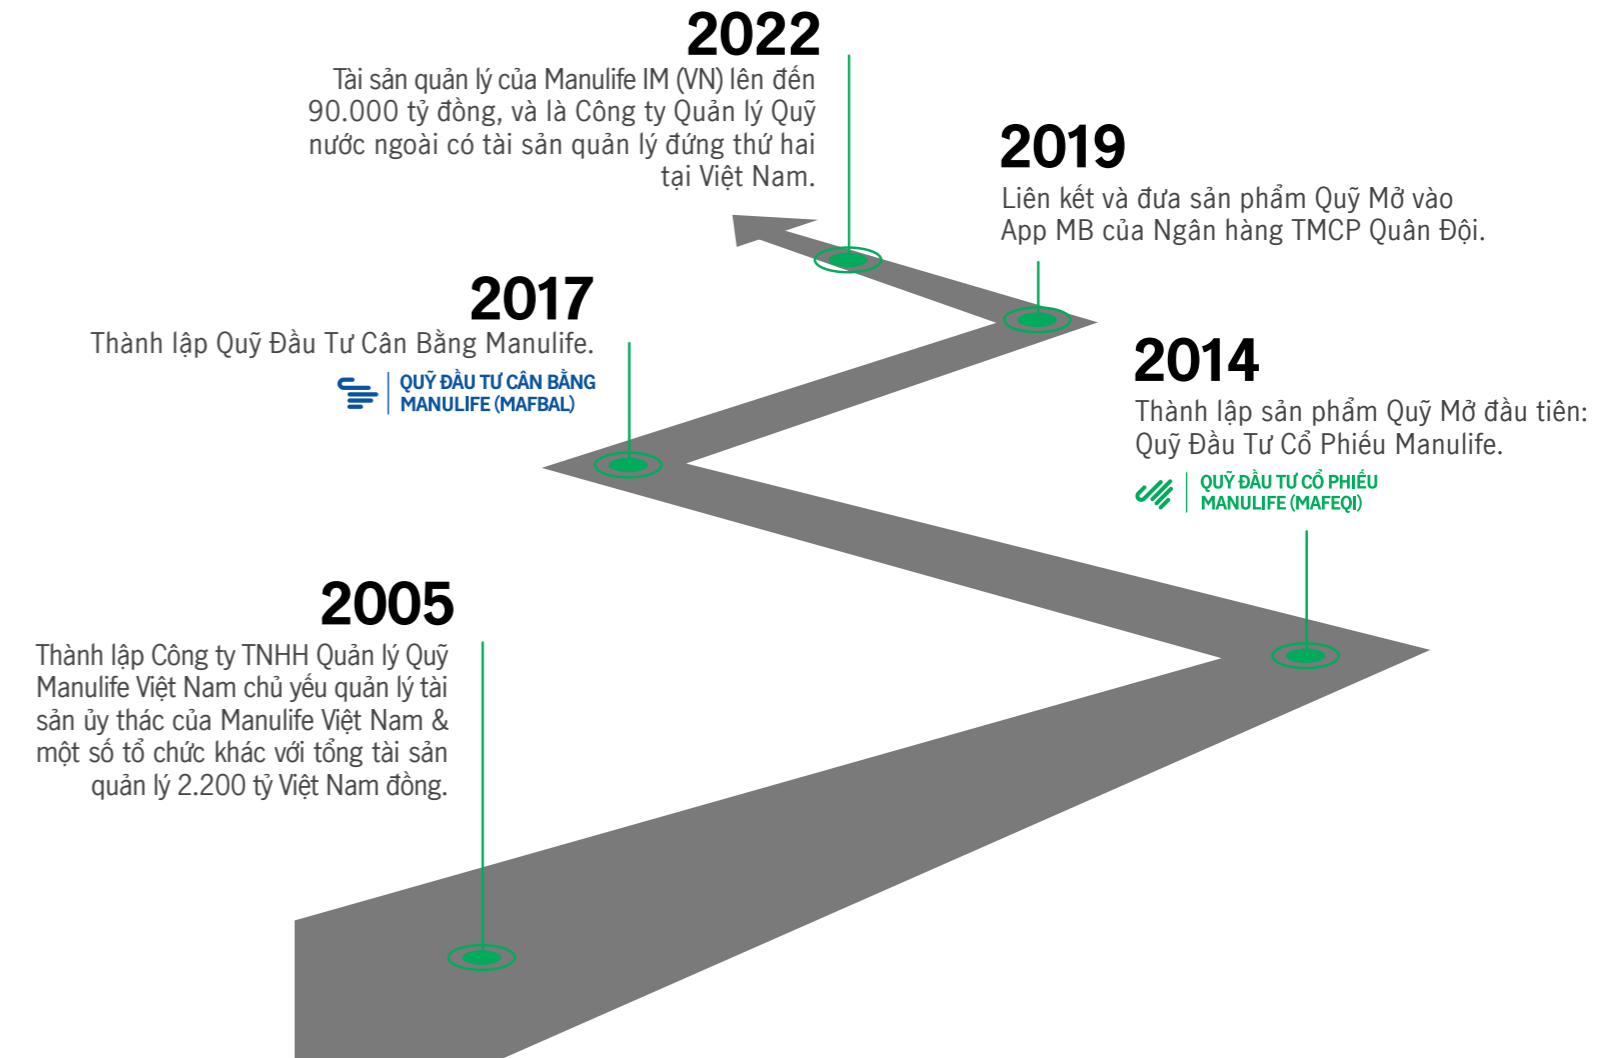 2022
Tài sản quản lý của Manulife IM (VN) lên đến
90.000 tỷ đồng, và là Công ty Quản lý Quỹ
nước ngoài có tài sản quản lý đứng thứ hai
tại Việt Nam.
2019
Liên kết và đưa sản phẩm Quỹ Mở vào
App MB của Ngân hàng TMCP Quân Đội.
2017
Thành lập Quỹ Đầu Tư Cân Bằng Manulife.
QUỸ ĐẦU TƯ CÂN BẰNG
MANULIFE (MAFBAL)
2014
Thành lập sản phẩm Quỹ Mở đầu tiên:
Quỹ Đầu Tư Cổ Phiếu Manulife.
QUỸ ĐẦU TƯ CỔ PHIẾU
MANULIFE (MAFEQI)
2005
Thành lập Công ty TNHH Quản lý Quỹ
Manulife Việt Nam chủ yếu quản lý tài
sản ủy thác của Manulife Việt Nam &
một số tổ chức khác với tổng tài sản
quản lý 2.200 tỷ Việt Nam đồng.